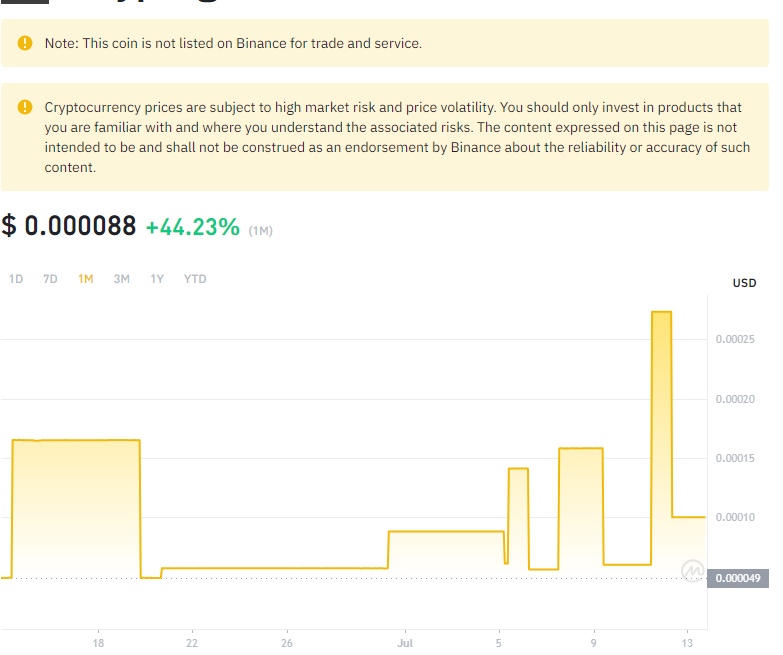 Note: This coin is not listed on Binance for trade and service.
Cryptocurrency prices are subject to high market risk and price volatility. You should only invest in products that
you are familiar with and where you understand the associated risks. The content expressed on this page is not
intended to be and shall not be construed as an endorsement by Binance about the reliability or accuracy of such
content.
$ 0.000088 +44.23% (1M)
1D 7D 1M 3M 1Y YTD
USD
0.00025
0.00020
0.00015
0.00010
0.000049
18 22 26 Jul 5 9 13